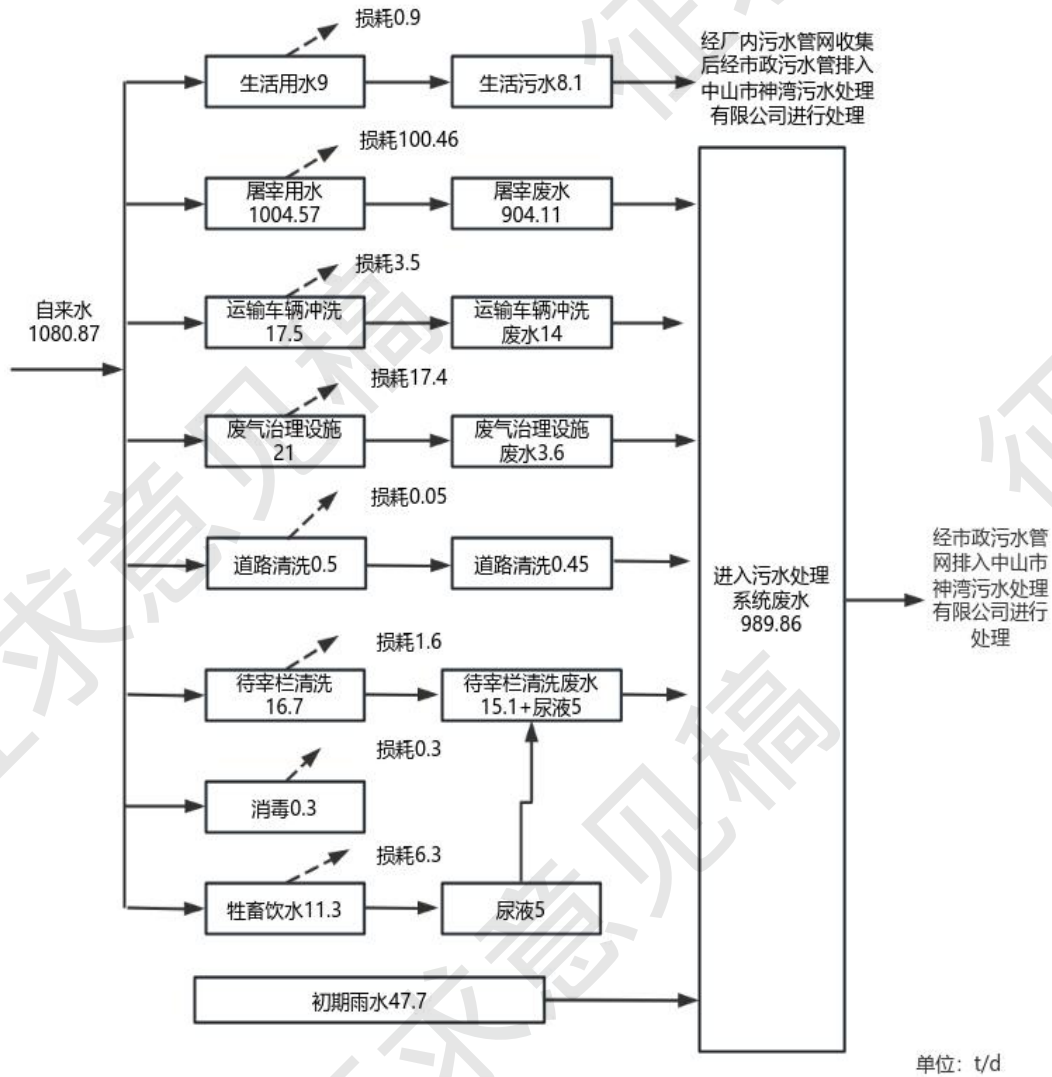 损耗0.9
生活用水9
生活污水8.1
经厂内污水管网收集
后经市政污水管排入
中山市神湾污水处理
有限公司进行处理
损耗100.46
屠宰用水
1004.57
屠宰废水
904.11
自来水
1080.87
损耗3.5
运输车辆冲洗
17.5
运输车辆冲洗
废水14
损耗17.4
废气治理设施
21
废气治理设施
废水3.6
损耗0.05
道路清洗0.5
道路清洗0.45
进入污水处理
系统废水
989.86
经市政污水管
网排入中山市
神湾污水处理
有限公司进行
处理
损耗1.6
待宰栏清洗
16.7
待宰栏清洗废水
15.1+尿液5
损耗0.3
消毒0.3
损耗6.3
牲畜饮水11.3
尿液5
初期雨水47.7
单位：t/d
征求意见稿
征求意见稿